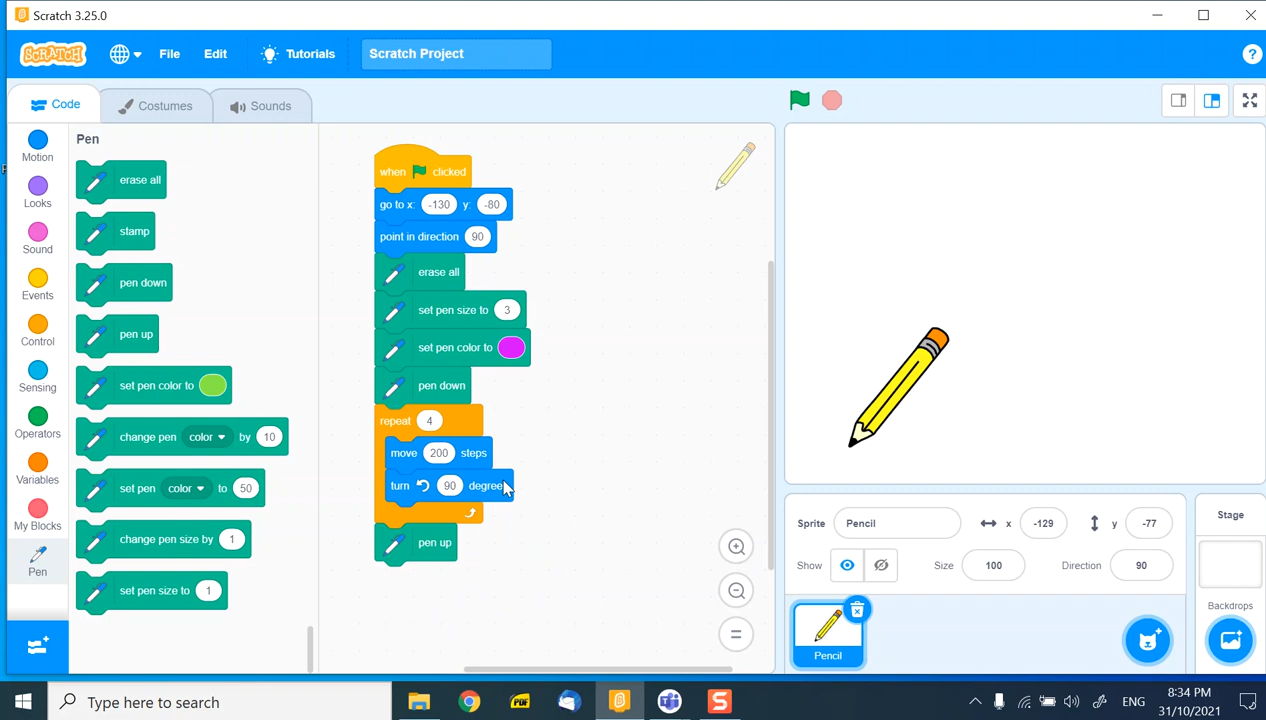 Scratch 3.25.0
SCRATCH File Edit Tutorials Scratch Project ?
Code Costumes Sounds
Motion
Looks
Sound
Events
Control
Sensing
Operators
Variables
My Blocks
Pen
Pen
erase all
stamp
pen down
pen up
set pen color to
change pen color by 10
set pen color to 50
change pen size by 1
set pen size to 1
when clicked
go to x: -130 y: -80
point in direction 90
erase all
set pen size to 3
set pen color to
pen down
repeat 4
move 200 steps
turn 90 degree
pen up
Sprite Pencil x -129 y -77
Show Size 100 Direction 90
Pencil
Stage
Backdrops
Type here to search
PDF
S
ENG
8:34 PM
31/10/2021